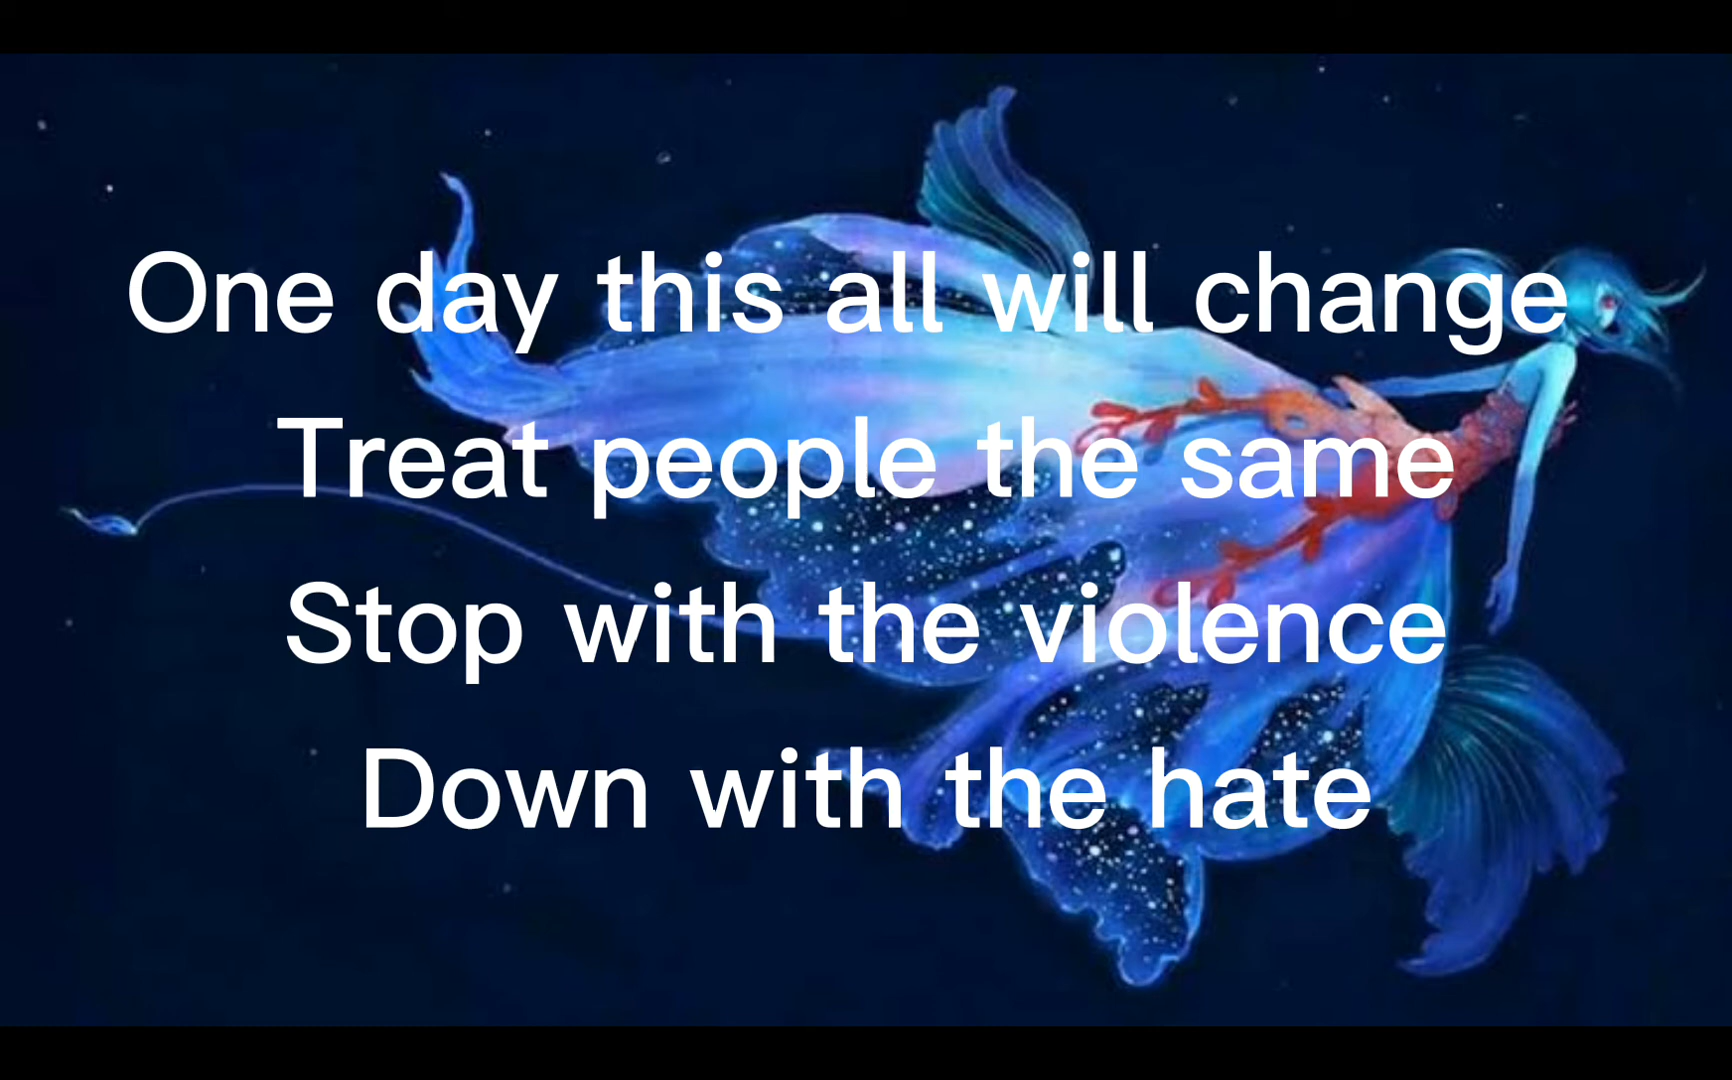 One day this all will change
Treat people the same
Stop with the violence
Down with the hate